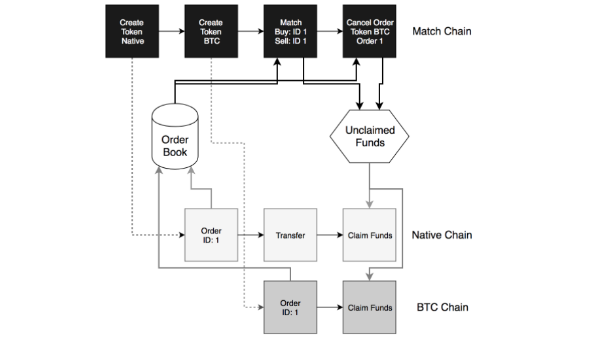 Create
Token
Native
Create
Token
BTC
Match
Buy: ID 1
Sell: ID 1
Cancel Order
Token BTC
Order 1
Match Chain
Order
Book
Unclaimed
Funds
Order
ID: 1
Transfer
Claim Funds
Native Chain
Order
ID: 1
Claim Funds
BTC Chain